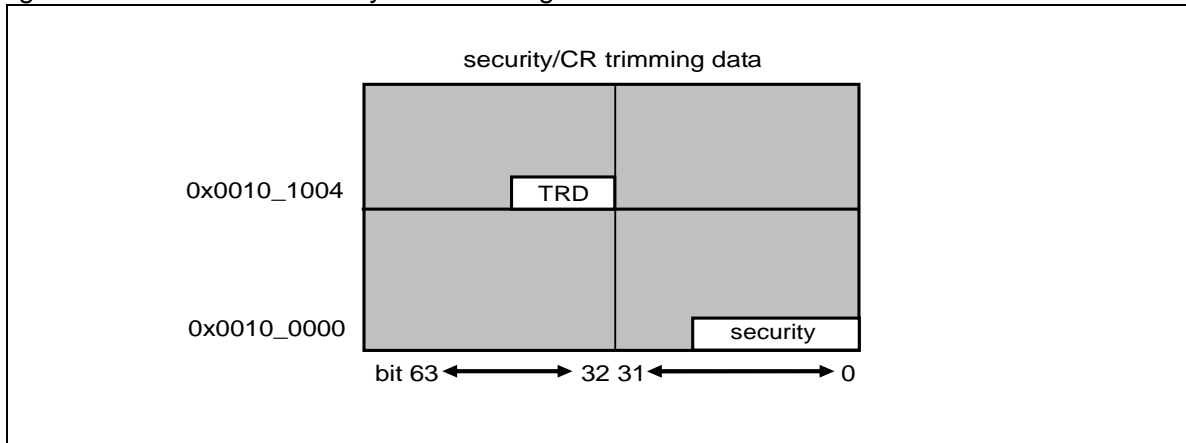 security/CR trimming data
0x0010_1004
TRD
0x0010_0000
security
bit 63
32 31
0